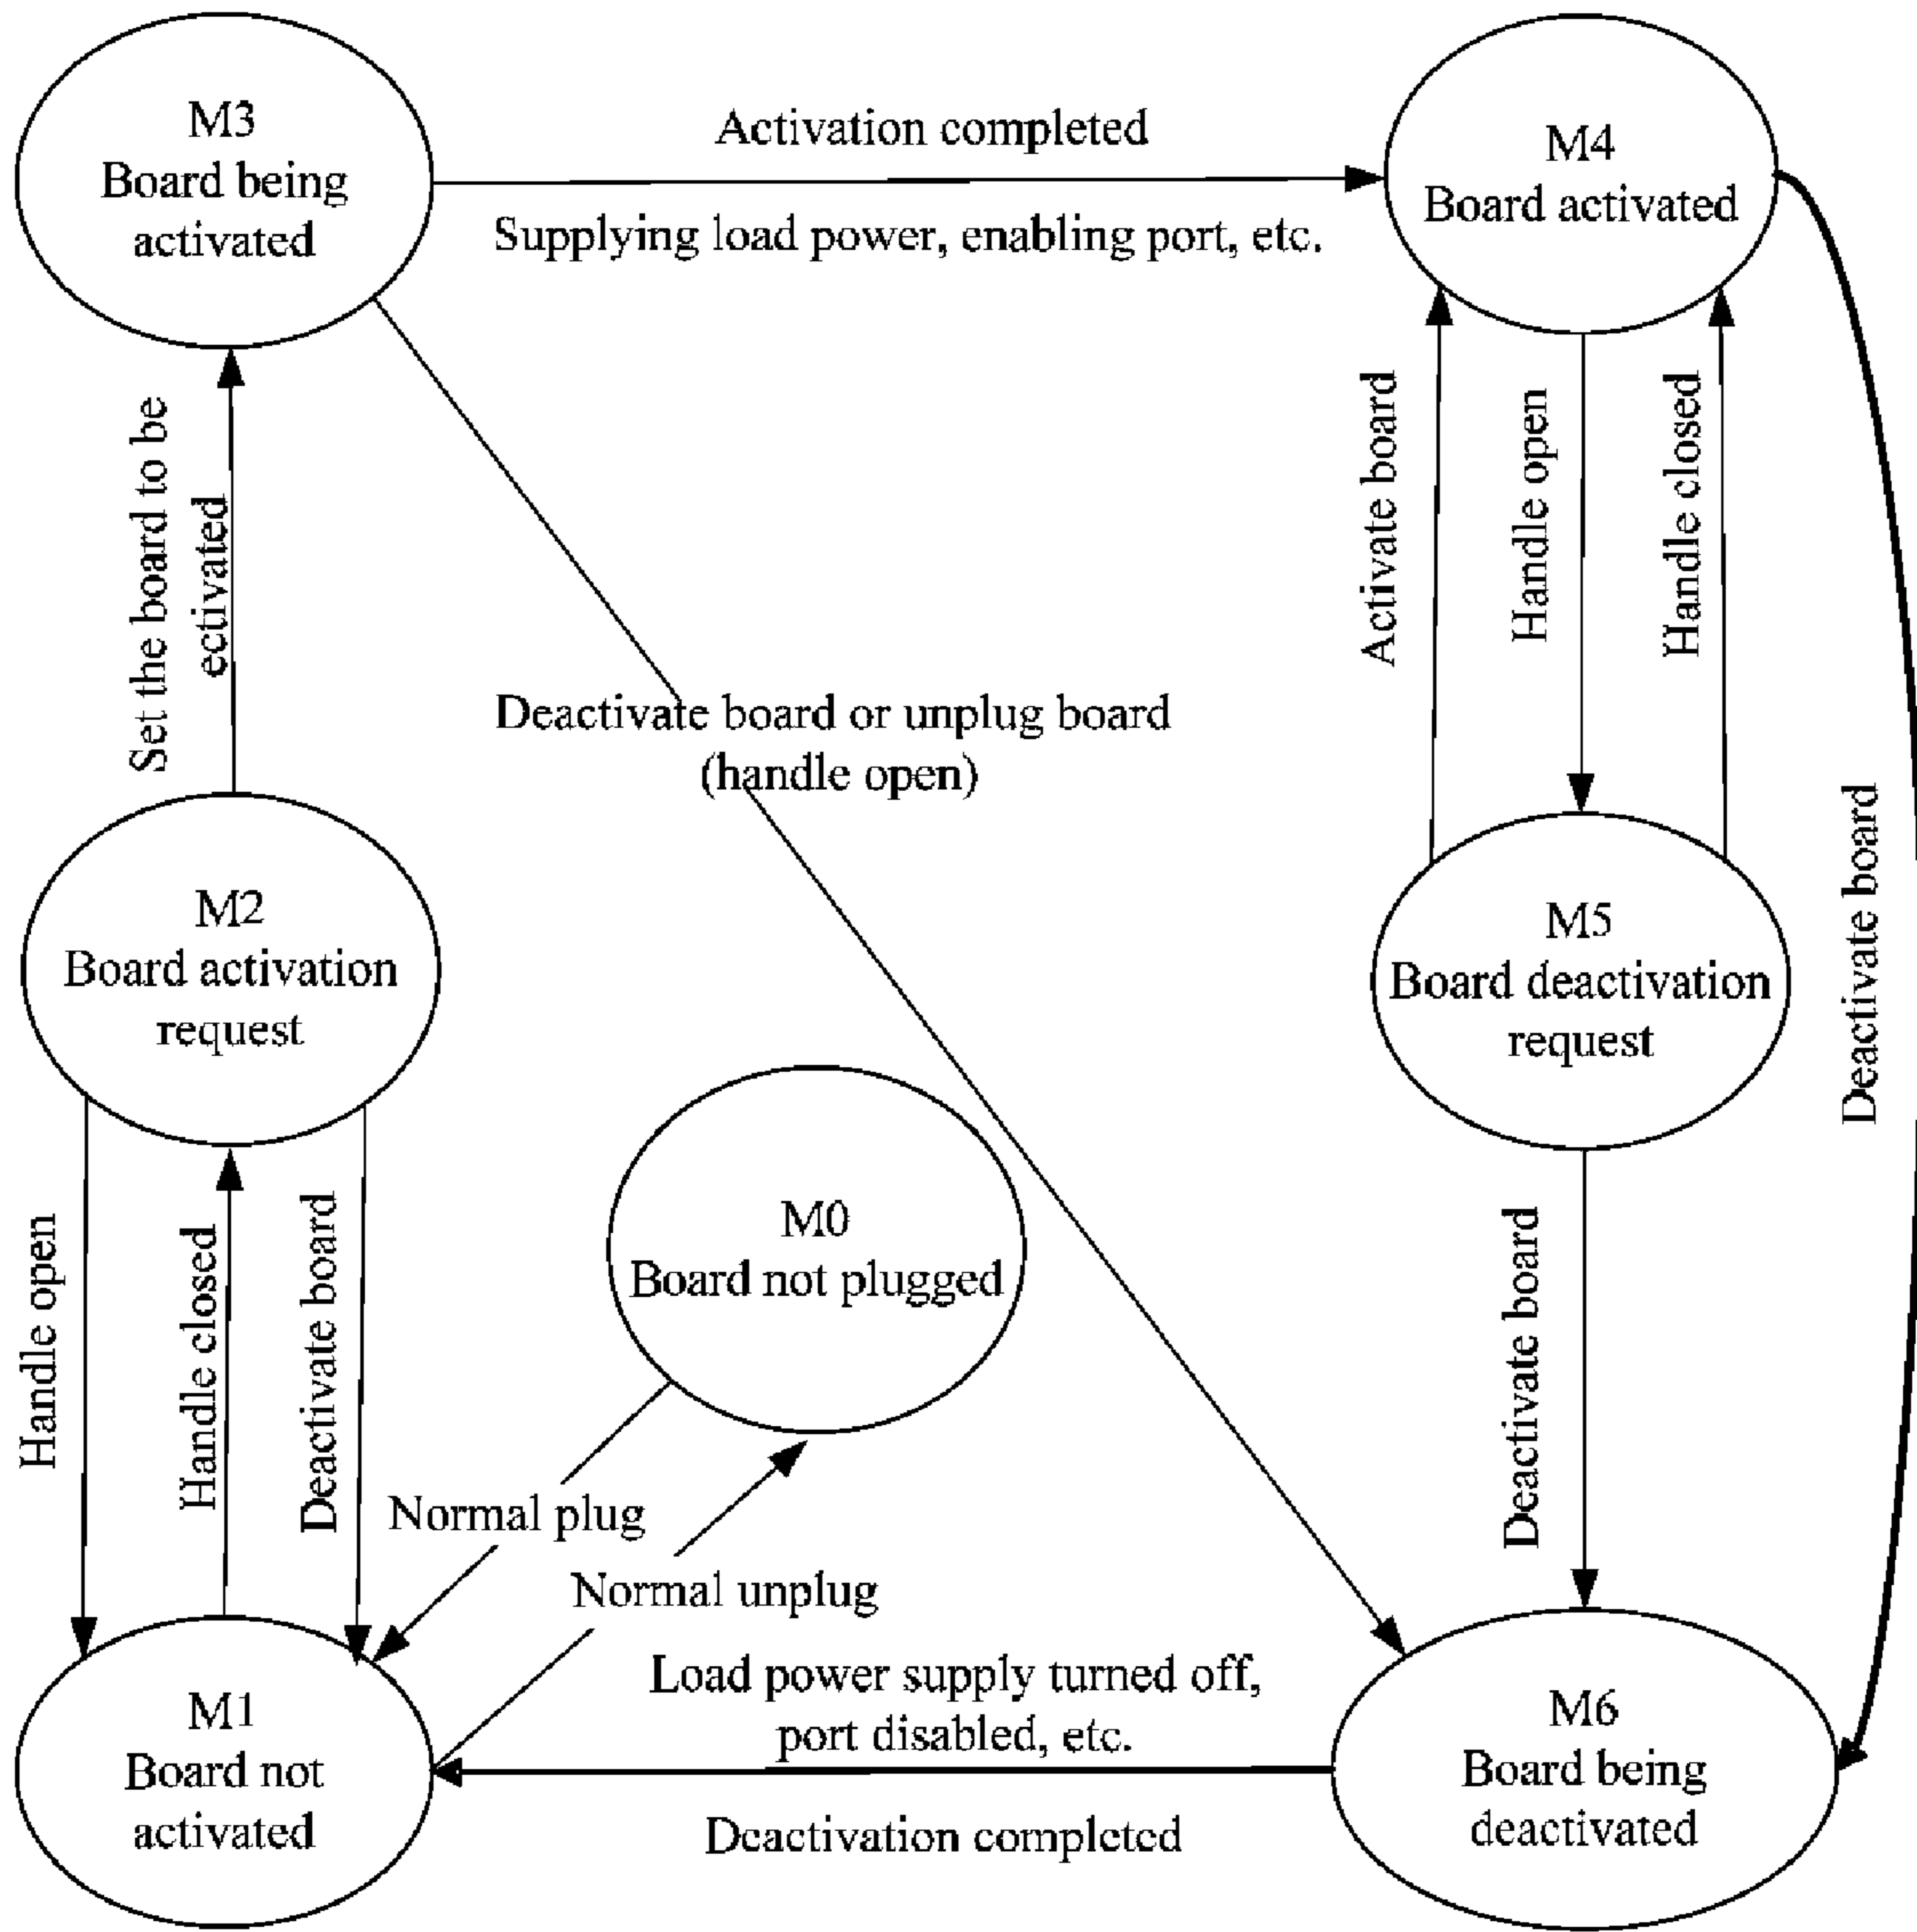 M3
Board being
activated
Activation completed
Supplying load power, enabling port, etc.
M4
Board activated
Set the board to be
ectivated
Activate board
Handle open
Handle closed
Deactivate board or unplug board
(handle open)
Deactivate board
M2
Board activation
request
M5
Board deactivation
request
M0
Board not plugged
Handle open
Handle closed
Deactivate board
Deactivate board
Normal plug
Normal unplug
Load power supply turned off,
port disabled, etc.
M1
Board not
activated
M6
Board being
deactivated
Deactivation completed